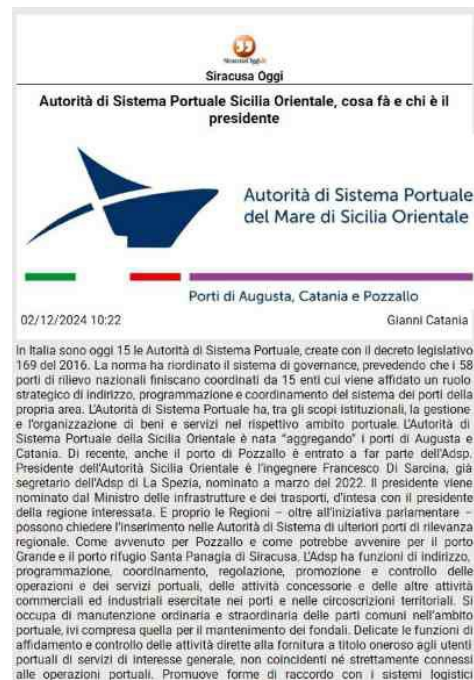 Siracusa Oggi
Autorità di Sistema Portuale Sicilia Orientale, cosa fà e chi è il
presidente
Autorità di Sistema Portuale
del Mare di Sicilia Orientale
Porti di Augusta, Catania e Pozzallo
02/12/2024 10:22
Gianni Catania
In Italia sono oggi 15 le Autorità di Sistema Portuale, create con il decreto legislativo
169 del 2016. La norma ha riordinato il sistema di governance, prevedendo che i 58
porti di rilievo nazionali finiscano coordinati da 15 enti cui viene affidato un ruolo
strategico di indirizzo, programmazione e coordinamento del sistema dei porti della
propria area. L'Autorità di Sistema Portuale ha, tra gli scopi istituzionali, la gestione
e l'organizzazione di beni e servizi nel rispettivo ambito portuale. L'Autorità di
Sistema Portuale della Sicilia Orientale è nata "aggregando" i porti di Augusta e
Catania. Di recente, anche il porto di Pozzallo è entrato a far parte dell'Adsp.
Presidente dell'Autorità Sicilia Orientale è l'ingegnere Francesco Di Sarcina, già
segretario dell'Adsp di La Spezia, nominato a marzo del 2022. Il presidente viene
nominato dal Ministro delle infrastrutture e dei trasporti, d'intesa con il presidente
della regione interessata. E proprio le Regioni – oltre all'iniziativa parlamentare –
possono chiedere l'inserimento nelle Autorità di Sistema di ulteriori porti di rilevanza
regionale. Come avvenuto per Pozzallo e come potrebbe avvenire per il porto
Grande e il porto rifugio Santa Panagia di Siracusa. L'Adsp ha funzioni di indirizzo,
programmazione, coordinamento, regolazione, promozione e controllo delle
operazioni e dei servizi portuali, delle attività concessorie e delle altre attività
commerciali ed industriali esercitate nei porti e nelle circoscrizioni territoriali. Si
occupa di manutenzione ordinaria e straordinaria delle parti comuni nell'ambito
portuale, ivi compresa quella per il mantenimento dei fondali. Delicate le funzioni di
affidamento e controllo delle attività dirette alla fornitura a titolo oneroso agli utenti
portuali di servizi di interesse generale, non coincidenti né strettamente connessi
alle operazioni portuali. Promuove forme di raccordo con i sistemi logistici